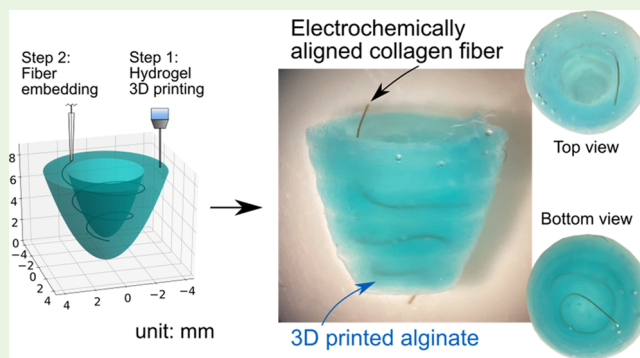 Step 2:
Fiber
embedding
Step 1:
Hydrogel
3D printing
8
6
4
2
0
−4
−2
0
2
4
4
2
0
−2
−4
unit: mm
Electrochemically
aligned collagen fiber
3D printed alginate
Top view
Bottom view